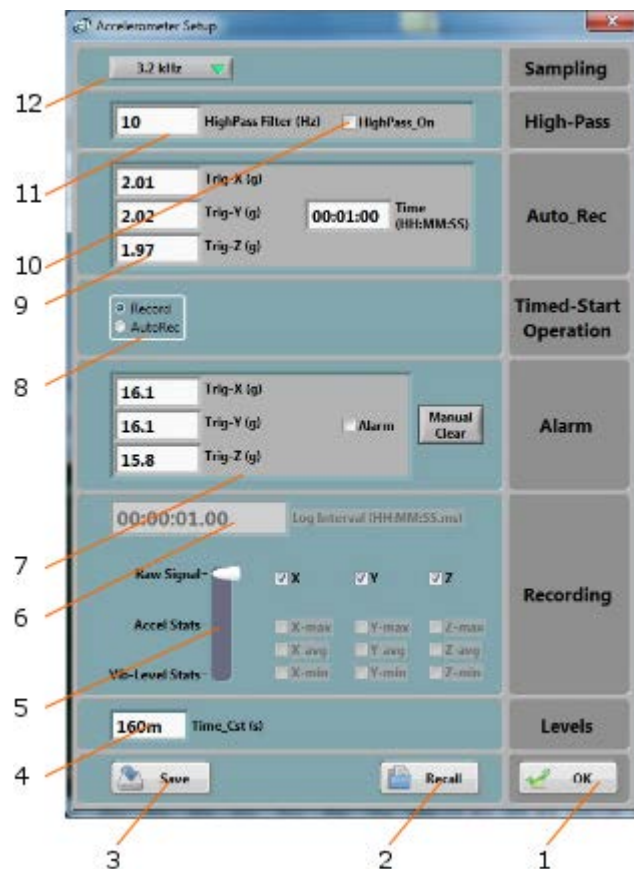 Accelerometer Setup
3.2 kHz
Sampling
12
10 HighPass Filter (Hz) HighPass_On
High-Pass
11
2.01 Trig-X (g)
2.02 Trig-Y (g)
1.97 Trig-Z (g)
00:01:00 Time (HH:MM:SS)
Auto_Rec
10
9
Record
AutoRec
Timed-Start
Operation
8
16.1 Trig-X (g)
16.1 Trig-Y (g)
15.8 Trig-Z (g)
Alarm
Manual
Clear
Alarm
7
00:00:01.00 Log Interval (HH:MM:SS.ms)
6
Raw Signal X Y Z
Recording
Accel Stats X-max Y-max Z-max
X-avg Y-avg Z-avg
Vib-Level Stats X-min Y-min Z-min
5
160m Time_Cst (s)
Levels
4
Save Recall OK
3 2 1